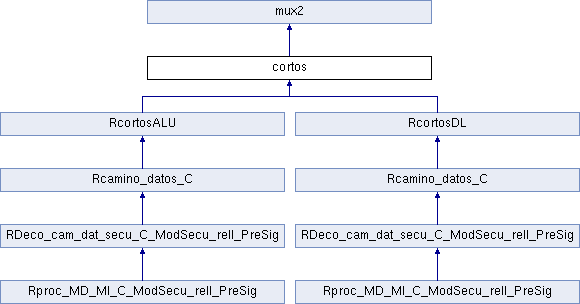 mux2
cortos
RcortosALU
RcortosDL
Rcamino_datos_C
Rcamino_datos_C
RDeco_cam_dat_secu_C_ModSecu_rell_PreSig
RDeco_cam_dat_secu_C_ModSecu_rell_PreSig
Rproc_MD_MI_C_ModSecu_rell_PreSig
Rproc_MD_MI_C_ModSecu_rell_PreSig